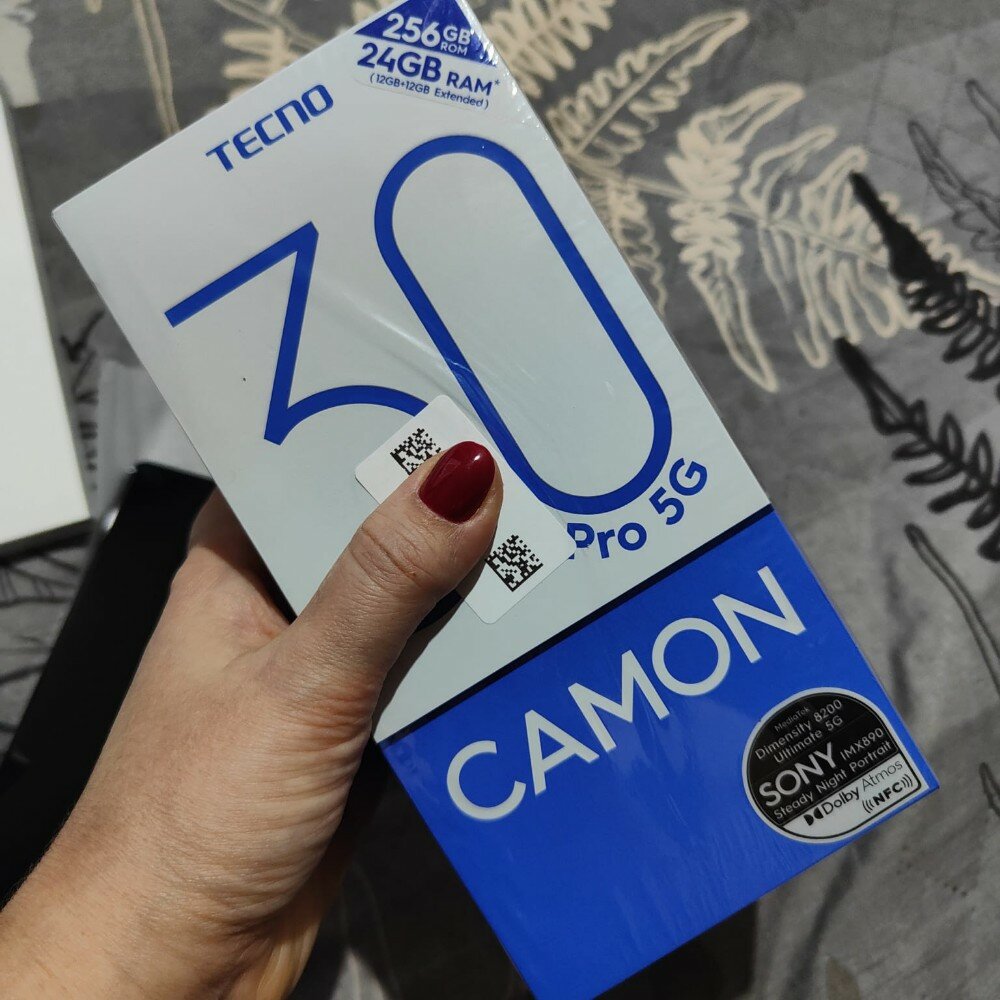 256GB
ROM
24GB RAM*
(12GB+12GB Extended)
TECNO
30
Pro 5G
CAMON
MediaTek
Dimensity 8200
Ultimate 5G
SONY IMX890
Steady Night Portrait
Dolby Atmos
NFC